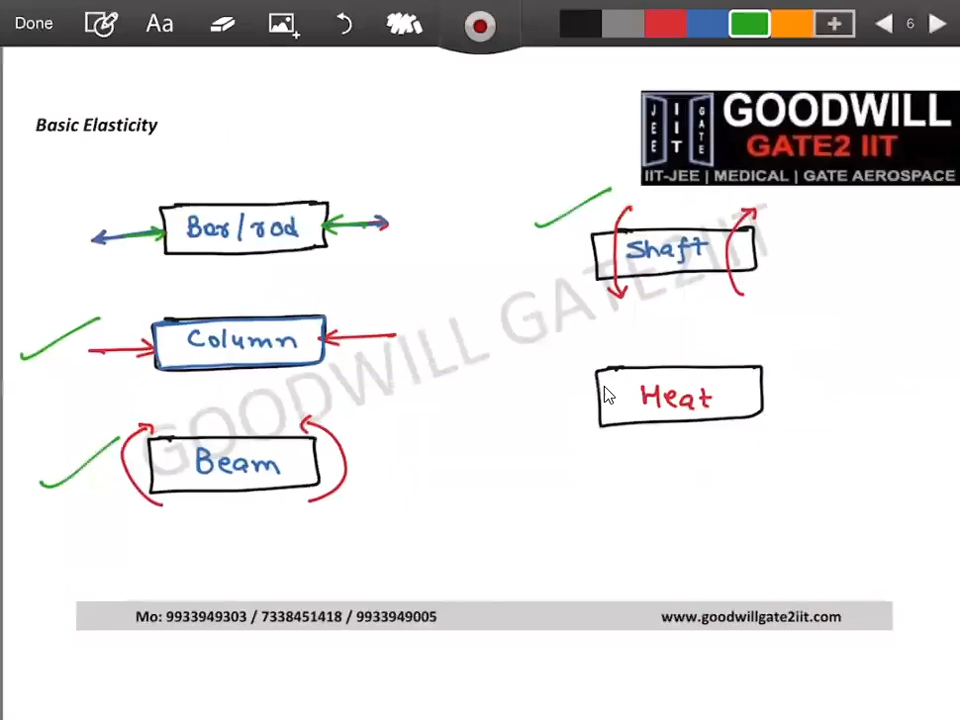 Done
Aa
6
Basic Elasticity
JEE
IIT
GATE
GOODWILL
GATE2 IIT
IIT-JEE | MEDICAL | GATE AEROSPACE
Bar/rod
Shaft
Column
Heat
Beam
GOODWILL GATE2IIT
Mo: 9933949303 / 7338451418 / 9933949005
www.goodwillgate2iit.com